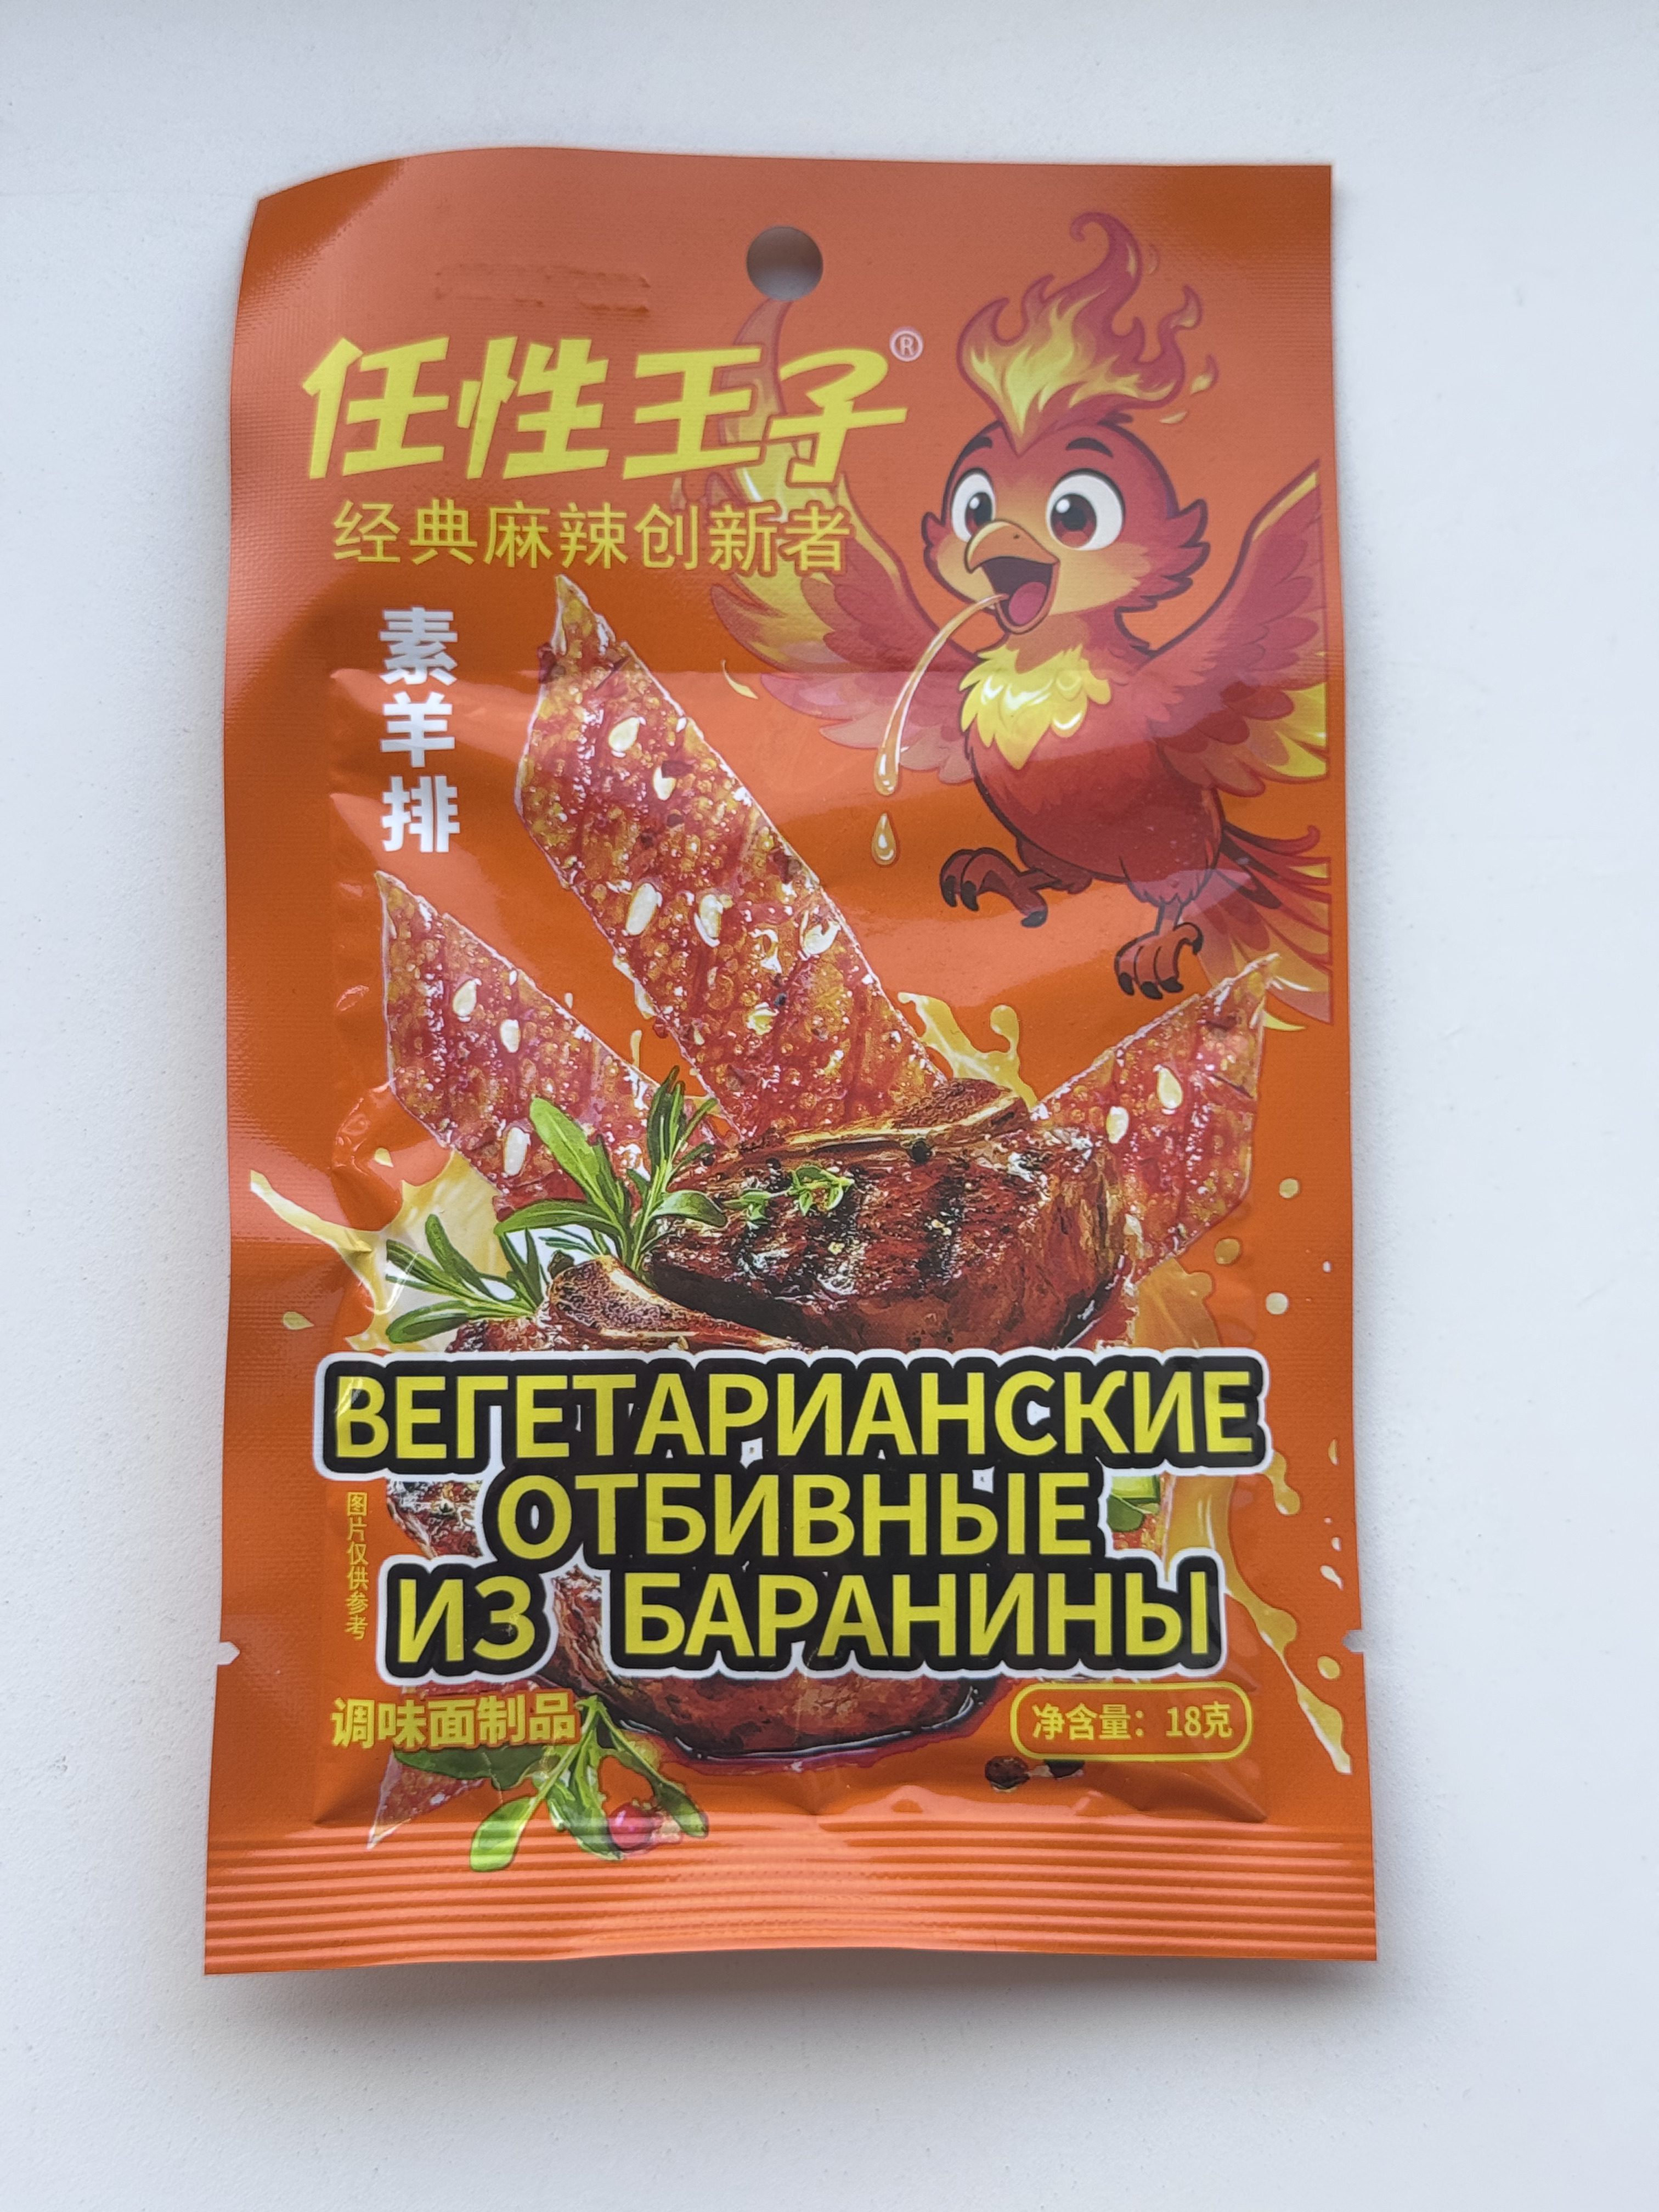 任性王子®
经典麻辣创新者
素羊排
ВЕГЕТАРИАНСКИЕ
ОТБИВНЫЕ
ИЗ БАРАНИНЫ
图片仅供参考
调味面制品
净含量：18克